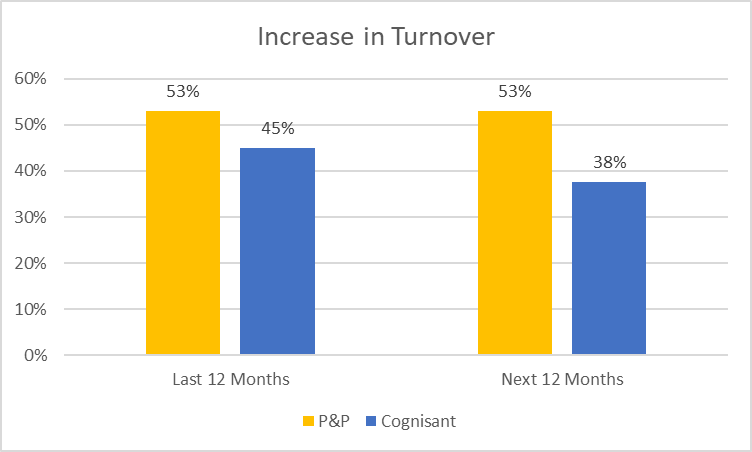 Increase in Turnover
60%
50%
40%
30%
20%
10%
0%
53%
45%
53%
38%
Last 12 Months
Next 12 Months
P&P
Cognisant